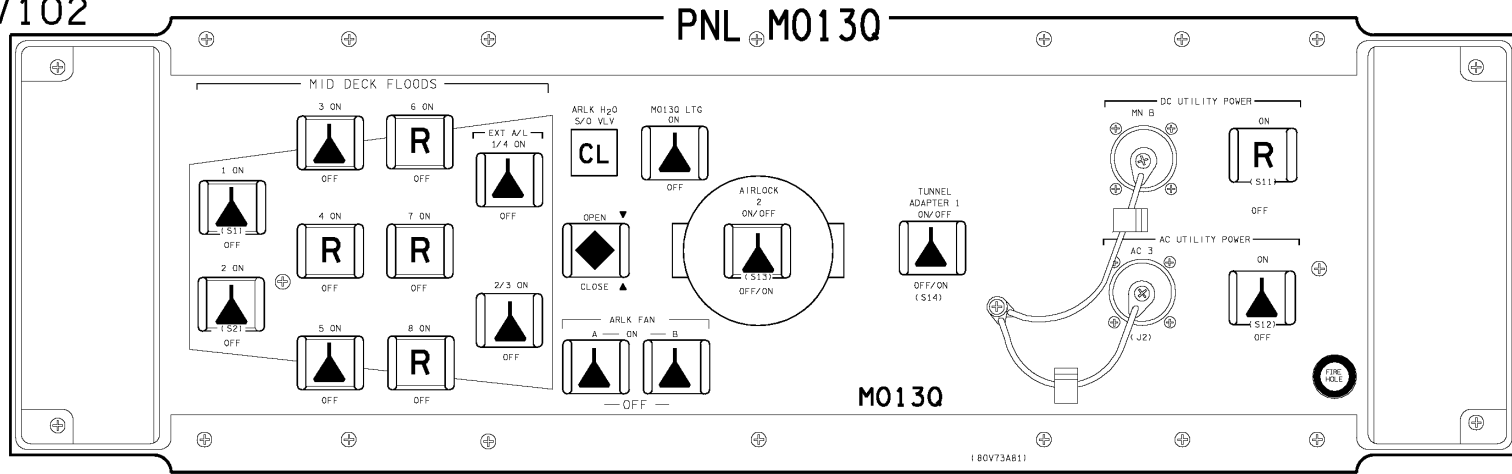 V102
PNL MO13Q
MID DECK FLOODS
3 ON
OFF
6 ON
R
OFF
EXT A/L
1/4 ON
OFF
1 ON
(S1)
OFF
4 ON
R
OFF
7 ON
R
OFF
2 ON
(S2)
OFF
2/3 ON
OFF
5 ON
OFF
8 ON
R
OFF
ARLK H2O
S/O VLV
CL
MO13Q LTG
ON
OFF
OPEN
CLOSE
AIRLOCK
2
ON/OFF
(S13)
OFF/ON
ARLK FAN
A — ON — B
— OFF —
TUNNEL
ADAPTER 1
ON/OFF
OFF/ON
(S14)
DC UTILITY POWER
MN B
ON
R
(S11)
OFF
AC UTILITY POWER
AC 3
(J2)
ON
(S12)
OFF
FIRE
HOLE
MO13Q
(80V73A81)